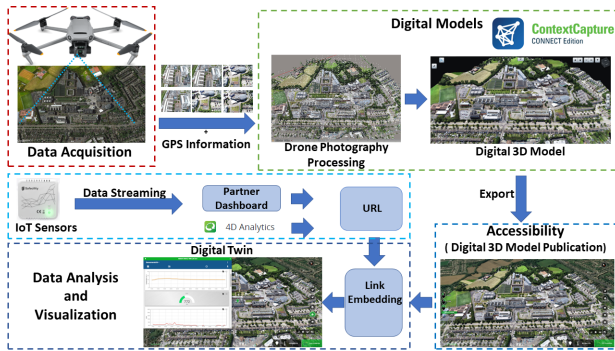 Digital Models
ContextCapture
CONNECT Edition
Data Acquisition
+
GPS Information
Drone Photography
Processing
Digital 3D Model
Data Streaming
IoT Sensors
Partner
Dashboard
4D Analytics
URL
Export
Accessibility
( Digital 3D Model Publication)
Digital Twin
Data Analysis
and
Visualization
Link
Embedding